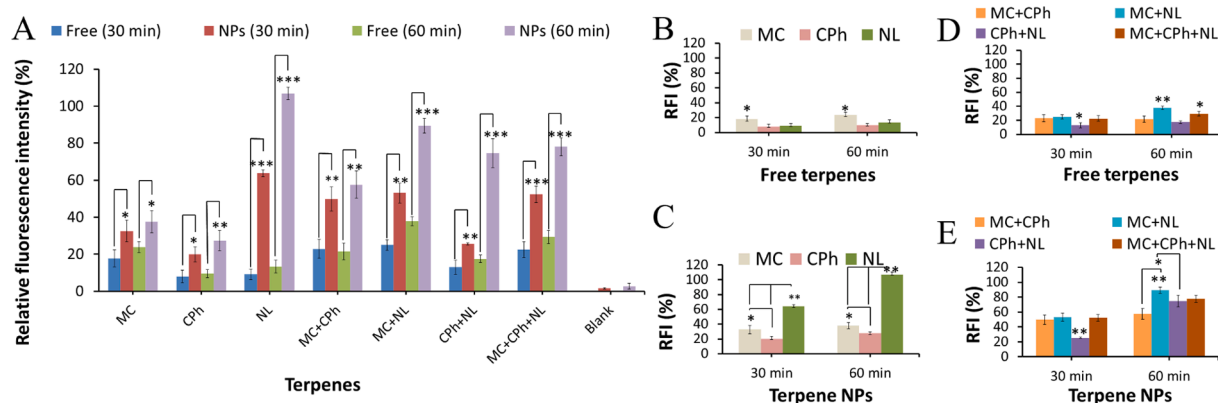 A
Free (30 min) NPs (30 min) Free (60 min) NPs (60 min)
Relative fluorescence intensity (%)
120
100
80
60
40
20
0
* * * ** *** *** ** ** ** *** ** *** *** ***
MC CPh NL MC+CPh MC+NL CPh+NL MC+CPh+NL Blank
Terpenes
B
MC CPh NL
RFI (%)
100
80
60
40
20
0
* *
30 min 60 min
Free terpenes
C
MC CPh NL
RFI (%)
100
80
60
40
20
0
* ** * **
30 min 60 min
Terpene NPs
D
MC+CPh MC+NL
CPh+NL MC+CPh+NL
RFI (%)
100
80
60
40
20
0
* ** *
30 min 60 min
Free terpenes
E
MC+CPh MC+NL
CPh+NL MC+CPh+NL
RFI (%)
120
100
80
60
40
20
0
** * **
30 min 60 min
Terpene NPs